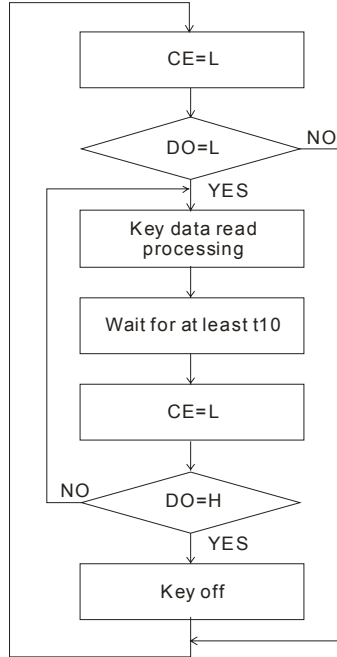 CE=L
DO=L
NO
YES
Key data read
processing
Wait for at least t10
CE=L
NO
DO=H
YES
Key off